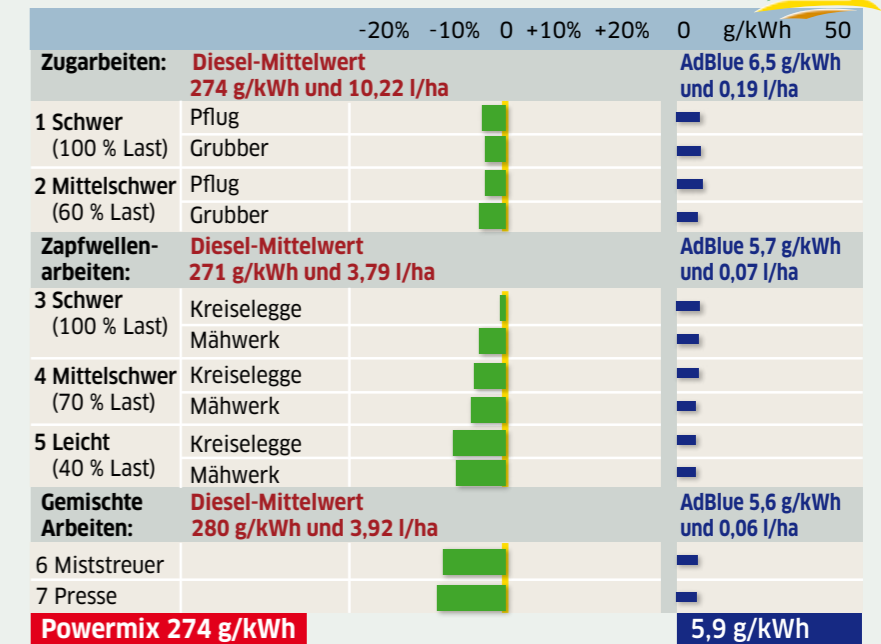 -20% -10% 0 +10% +20% 0 g/kWh 50
Zugarbeiten: Diesel-Mittelwert AdBlue 6,5 g/kWh
274 g/kWh und 10,22 l/ha und 0,19 l/ha
1 Schwer Pflug
(100 % Last) Grubber
2 Mittelschwer Pflug
(60 % Last) Grubber
Zapfwellen- Diesel-Mittelwert AdBlue 5,7 g/kWh
arbeiten: 271 g/kWh und 3,79 l/ha und 0,07 l/ha
3 Schwer Kreiselegge
(100 % Last) Mähwerk
4 Mittelschwer Kreiselegge
(70 % Last) Mähwerk
5 Leicht Kreiselegge
(40 % Last) Mähwerk
Gemischte Diesel-Mittelwert AdBlue 5,6 g/kWh
Arbeiten: 280 g/kWh und 3,92 l/ha und 0,06 l/ha
6 Miststreuer
7 Presse
Powermix 274 g/kWh 5,9 g/kWh